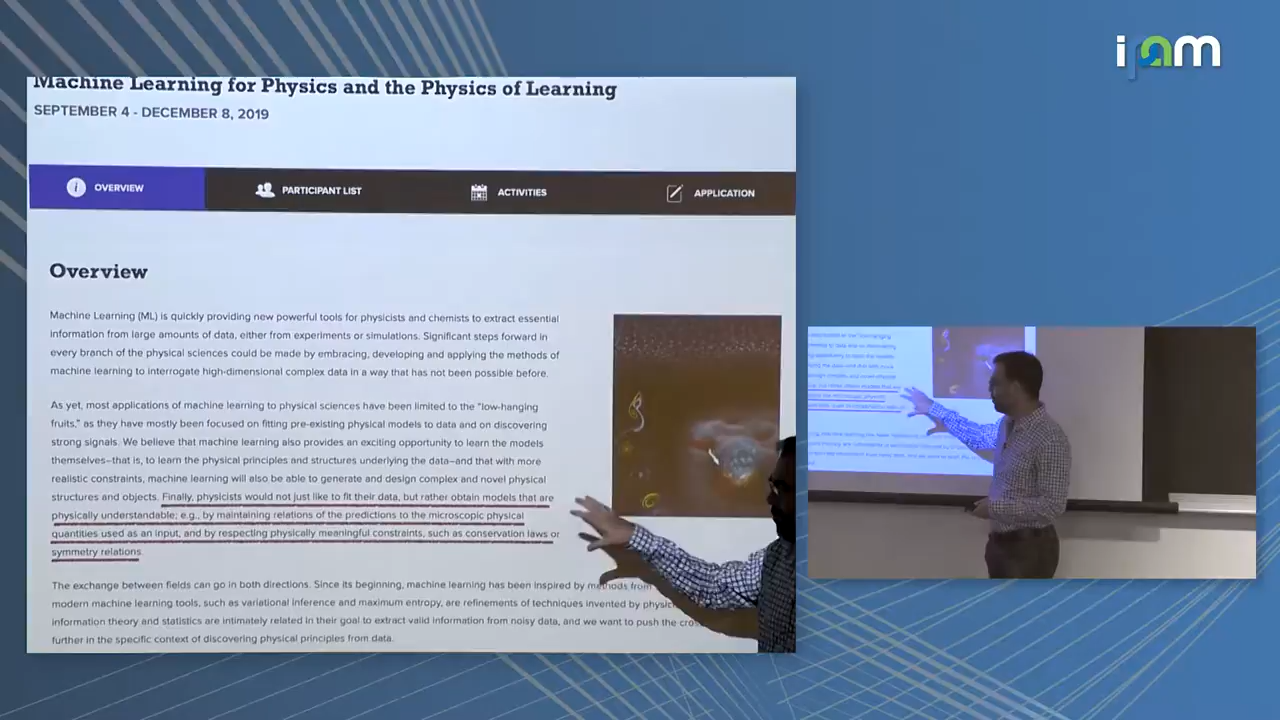 ipam
Machine Learning for Physics and the Physics of Learning
SEPTEMBER 4 - DECEMBER 8, 2019
OVERVIEW
PARTICIPANT LIST
ACTIVITIES
APPLICATION
Overview
Machine Learning (ML) is quickly providing new powerful tools for physicists and chemists to extract essential
information from large amounts of data, either from experiments or simulations. Significant steps forward in
every branch of the physical sciences could be made by embracing, developing and applying the methods of
machine learning to interrogate high-dimensional complex data in a way that has not been possible before.
As yet, most applications of machine learning to physical sciences have been limited to the “low-hanging
fruits,” as they have mostly been focused on fitting pre-existing physical models to data and on discovering
strong signals. We believe that machine learning also provides an exciting opportunity to learn the models
themselves–that is, to learn the physical principles and structures underlying the data–and that with more
realistic constraints, machine learning will also be able to generate and design complex and novel physical
structures and objects. Finally, physicists would not just like to fit their data, but rather obtain models that are
physically understandable; e.g., by maintaining relations of the predictions to the microscopic physical
quantities used as an input, and by respecting physically meaningful constraints, such as conservation laws or
symmetry relations.
The exchange between fields can go in both directions. Since its beginning, machine learning has been inspired by methods from
modern machine learning tools, such as variational inference and maximum entropy, are refinements of techniques invented by
information theory and statistics are intimately related in their goal to extract valid information from noisy data, and we want to push the
further in the specific context of discovering physical principles from data.